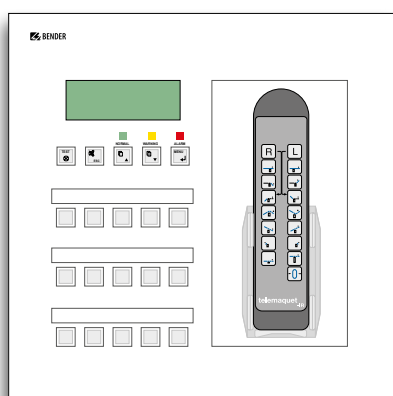 BENDER
NORMAL WARNING ALARM
TEST ESC MENU
R L
-0-
telemaquet